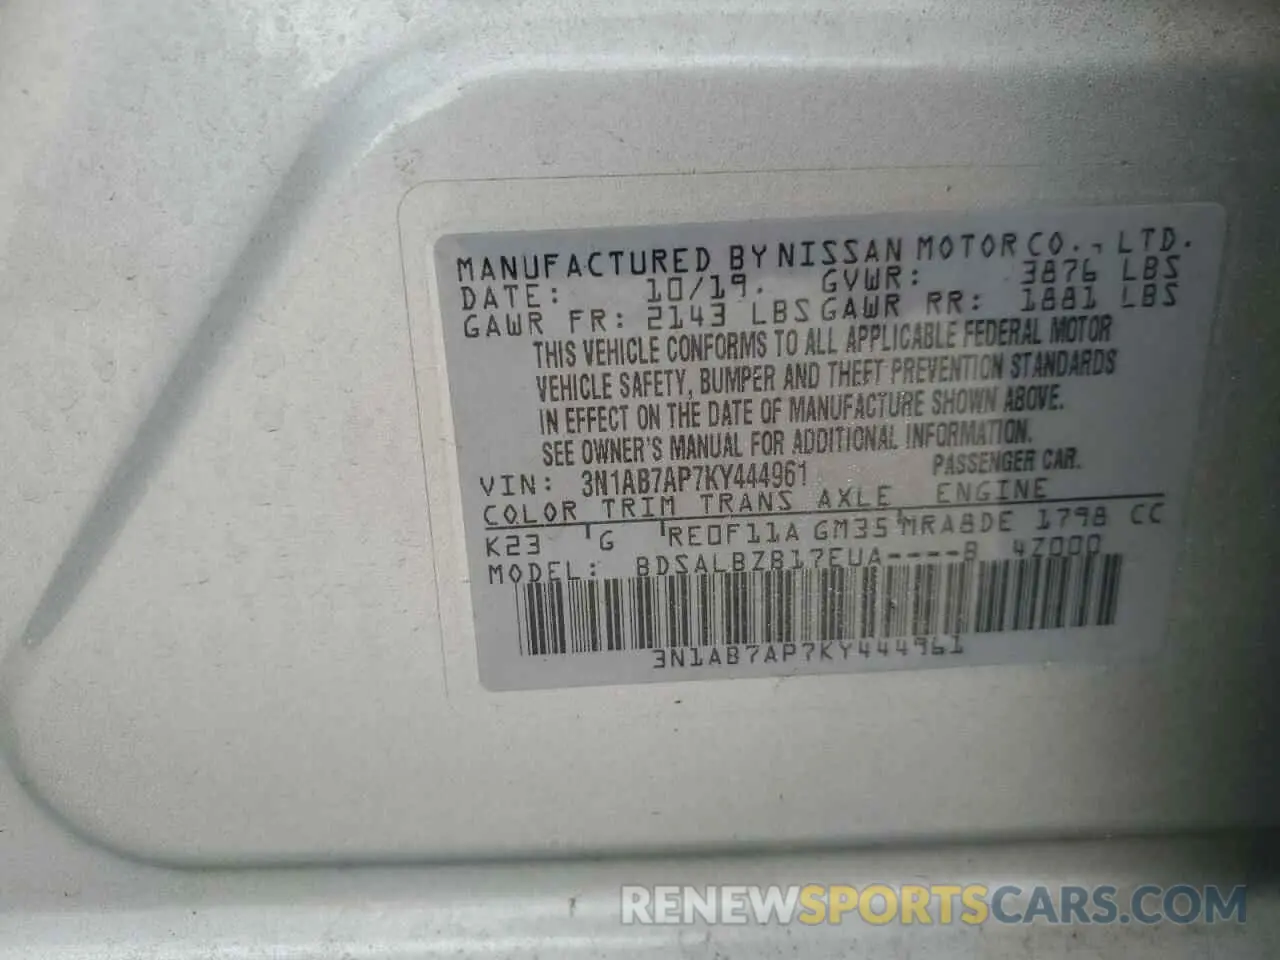 MANUFACTURED BY NISSAN MOTOR CO., LTD.
DATE: 10/19. GVWR: 3876 LBS
GAWR FR: 2143 LBS GAWR RR: 1881 LBS
THIS VEHICLE CONFORMS TO ALL APPLICABLE FEDERAL MOTOR
VEHICLE SAFETY, BUMPER AND THEFT PREVENTION STANDARDS
IN EFFECT ON THE DATE OF MANUFACTURE SHOWN ABOVE.
SEE OWNER'S MANUAL FOR ADDITIONAL INFORMATION.
VIN: 3N1AB7AP7KY444961 PASSENGER CAR.
COLOR TRIM TRANS AXLE ENGINE
K23 G RE0F11A GM35 MRA8DE 1798 CC
MODEL: BDSALBZB17EUA----B 4Z000
3N1AB7AP7KY444961
RENEWSPORTSCARS.COM